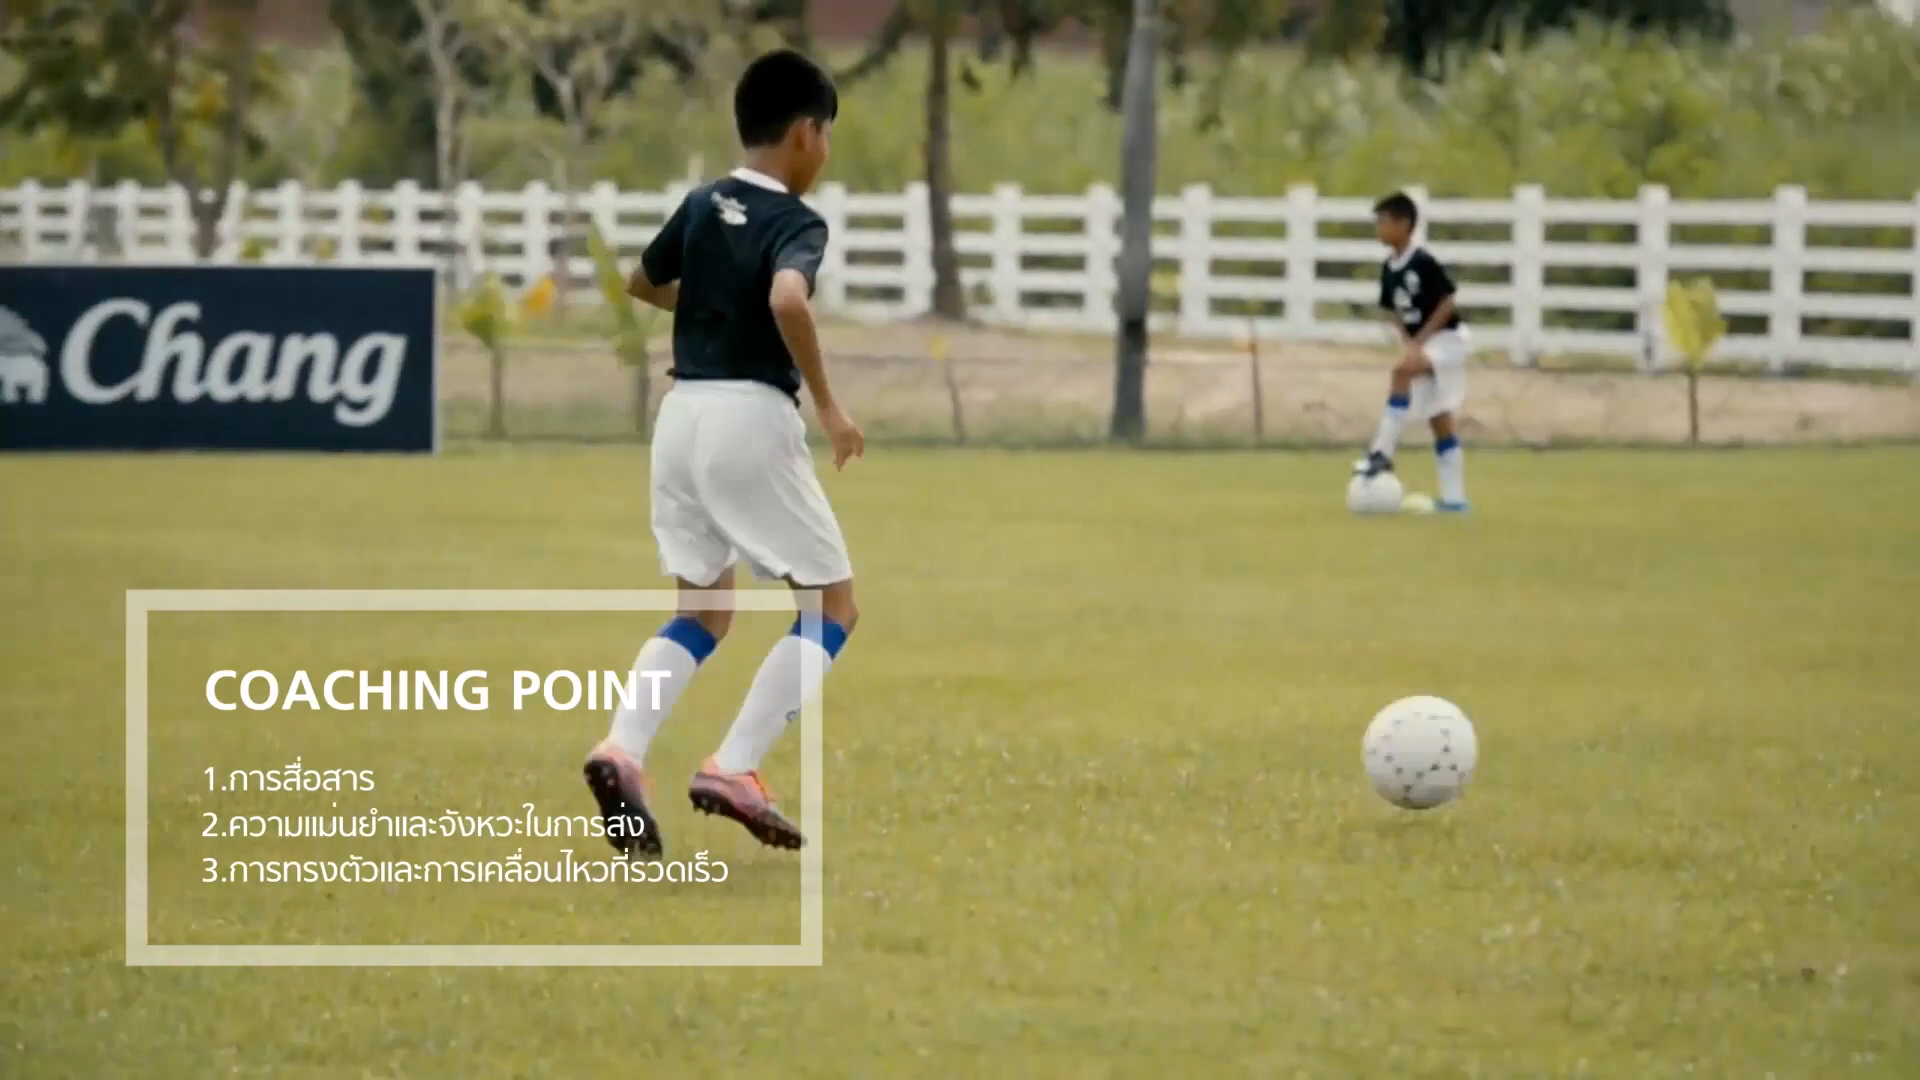 Chang
COACHING POINT
1.การสื่อสาร
2.ความแม่นยำและจังหวะในการส่ง
3.การทรงตัวและการเคลื่อนไหวที่รวดเร็ว